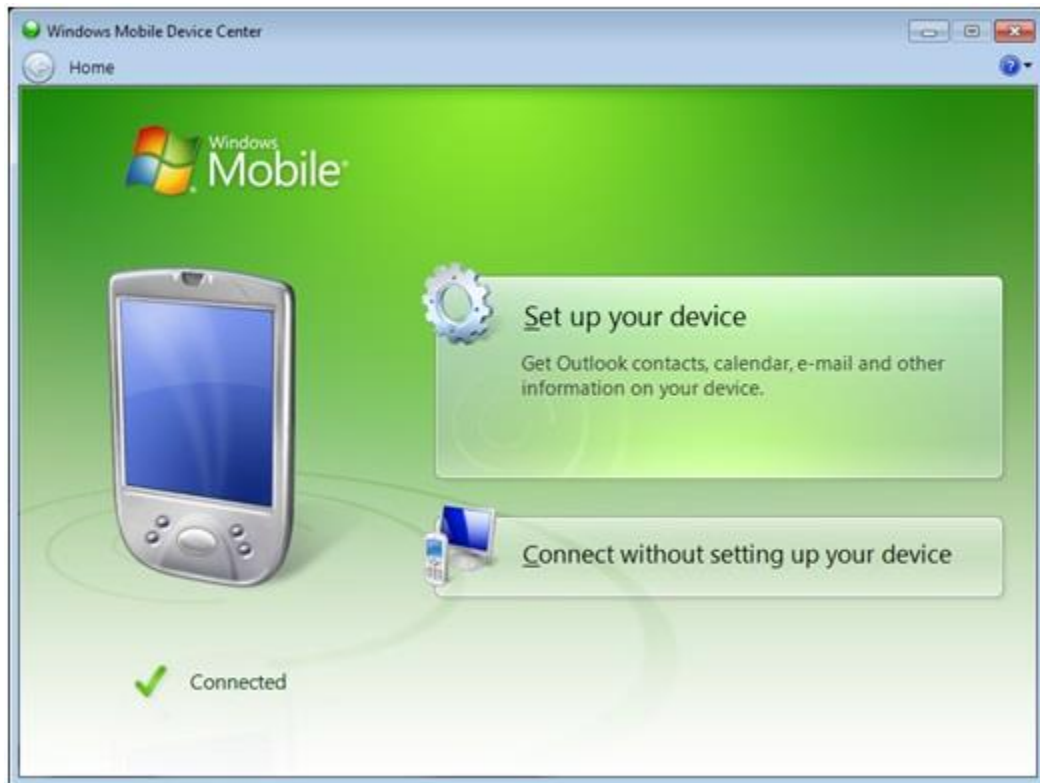 Windows Mobile Device Center
Home
Windows
Mobile®
Set up your device
Get Outlook contacts, calendar, e-mail and other
information on your device.
Connect without setting up your device
Connected